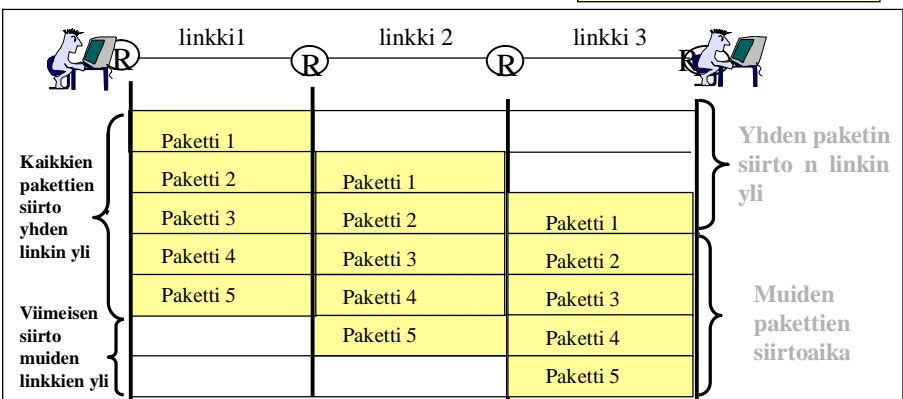 linkki1
linkki 2
linkki 3
R
R
R
R
Kaikkien
pakettien
siirto
yhden
linkin yli
Viimeisen
siirto
muiden
linkkien yli
Paketti 1
Paketti 2
Paketti 3
Paketti 4
Paketti 5
Paketti 1
Paketti 2
Paketti 3
Paketti 4
Paketti 5
Paketti 1
Paketti 2
Paketti 3
Paketti 4
Paketti 5
Yhden paketin
siirto n linkin
yli
Muiden
pakettien
siirtoaika